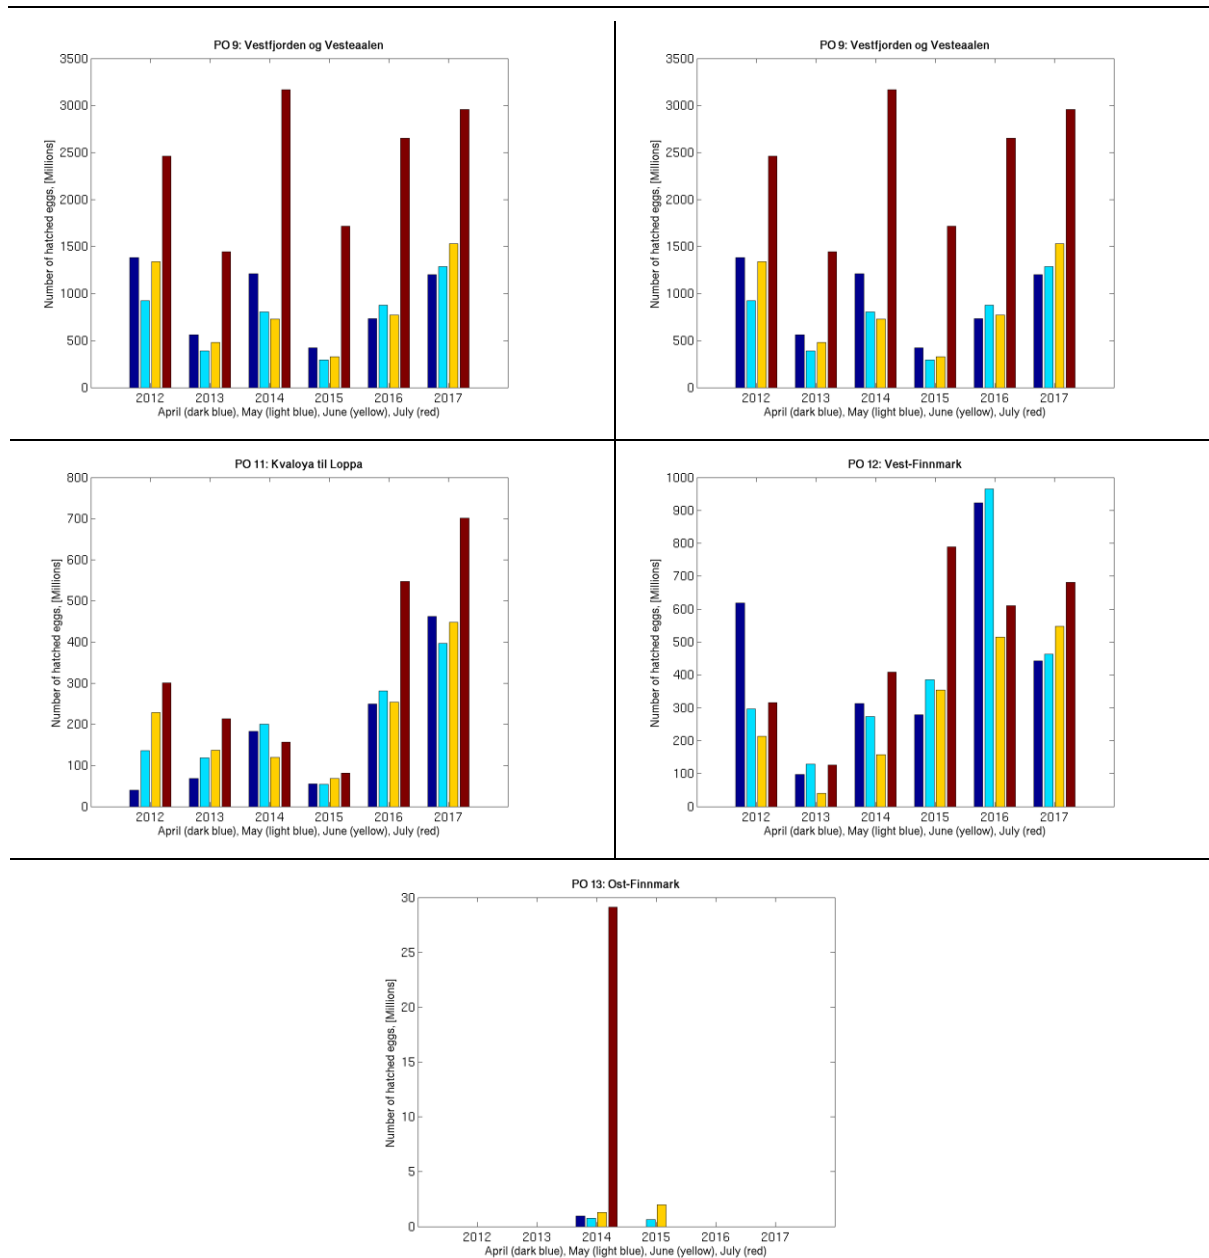 PO 9: Vestfjorden og Vesteaalen
3500
3000
2500
2000
1500
1000
500
0
Number of hatched eggs, [Millions]
2012 2013 2014 2015 2016 2017
April (dark blue), May (light blue), June (yellow), July (red)
PO 9: Vestfjorden og Vesteaalen
3500
3000
2500
2000
1500
1000
500
0
Number of hatched eggs, [Millions]
2012 2013 2014 2015 2016 2017
April (dark blue), May (light blue), June (yellow), July (red)
PO 11: Kvaloya til Loppa
800
700
600
500
400
300
200
100
0
Number of hatched eggs, [Millions]
2012 2013 2014 2015 2016 2017
April (dark blue), May (light blue), June (yellow), July (red)
PO 12: Vest-Finnmark
1000
900
800
700
600
500
400
300
200
100
0
Number of hatched eggs, [Millions]
2012 2013 2014 2015 2016 2017
April (dark blue), May (light blue), June (yellow), July (red)
PO 13: Ost-Finnmark
30
25
20
15
10
5
0
Number of hatched eggs, [Millions]
2012 2013 2014 2015 2016 2017
April (dark blue), May (light blue), June (yellow), July (red)